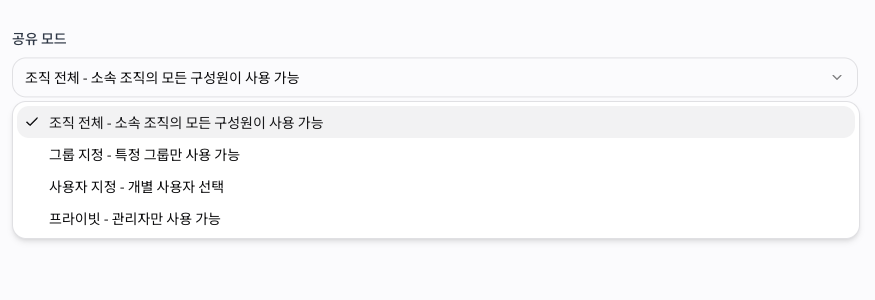 공유 모드
조직 전체 - 소속 조직의 모든 구성원이 사용 가능
조직 전체 - 소속 조직의 모든 구성원이 사용 가능
그룹 지정 - 특정 그룹만 사용 가능
사용자 지정 - 개별 사용자 선택
프라이빗 - 관리자만 사용 가능